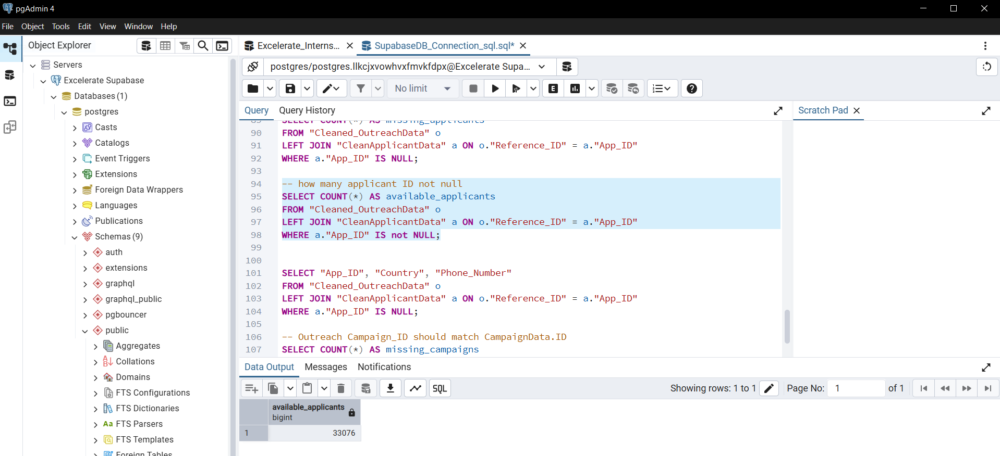 pgAdmin 4
File Object Tools Edit View Window Help
Object Explorer
Servers
Excelerate Supabase
Databases (1)
postgres
Casts
Catalogs
Event Triggers
Extensions
Foreign Data Wrappers
Languages
Publications
Schemas (9)
auth
extensions
graphql
graphql_public
pgbouncer
public
Aggregates
Collations
Domains
FTS Configurations
FTS Dictionaries
Aa FTS Parsers
FTS Templates
Foreign Tables
Excelerate_Interns...
SupabaseDB_Connection_sql.sql*
postgres/postgres.llkcjxvowhvxfmvkfdpx@Excelerate Supa...
No limit
E
Query Query History
Scratch Pad
89 SELECT COUNT(*) AS missing_applicants
90 FROM "Cleaned_OutreachData" o
91 LEFT JOIN "CleanApplicantData" a ON o."Reference_ID" = a."App_ID"
92 WHERE a."App_ID" IS NULL;
93
94 -- how many applicant ID not null
95 SELECT COUNT(*) AS available_applicants
96 FROM "Cleaned_OutreachData" o
97 LEFT JOIN "CleanApplicantData" a ON o."Reference_ID" = a."App_ID"
98 WHERE a."App_ID" IS not NULL;
99
100
101 SELECT "App_ID", "Country", "Phone_Number"
102 FROM "Cleaned_OutreachData" o
103 LEFT JOIN "CleanApplicantData" a ON o."Reference_ID" = a."App_ID"
104 WHERE a."App_ID" IS NULL;
105
106 -- Outreach Campaign_ID should match CampaignData.ID
107 SELECT COUNT(*) AS missing_campaigns
Data Output Messages Notifications
SQL
Showing rows: 1 to 1
Page No: 1 of 1
available_applicants
bigint
1 33076